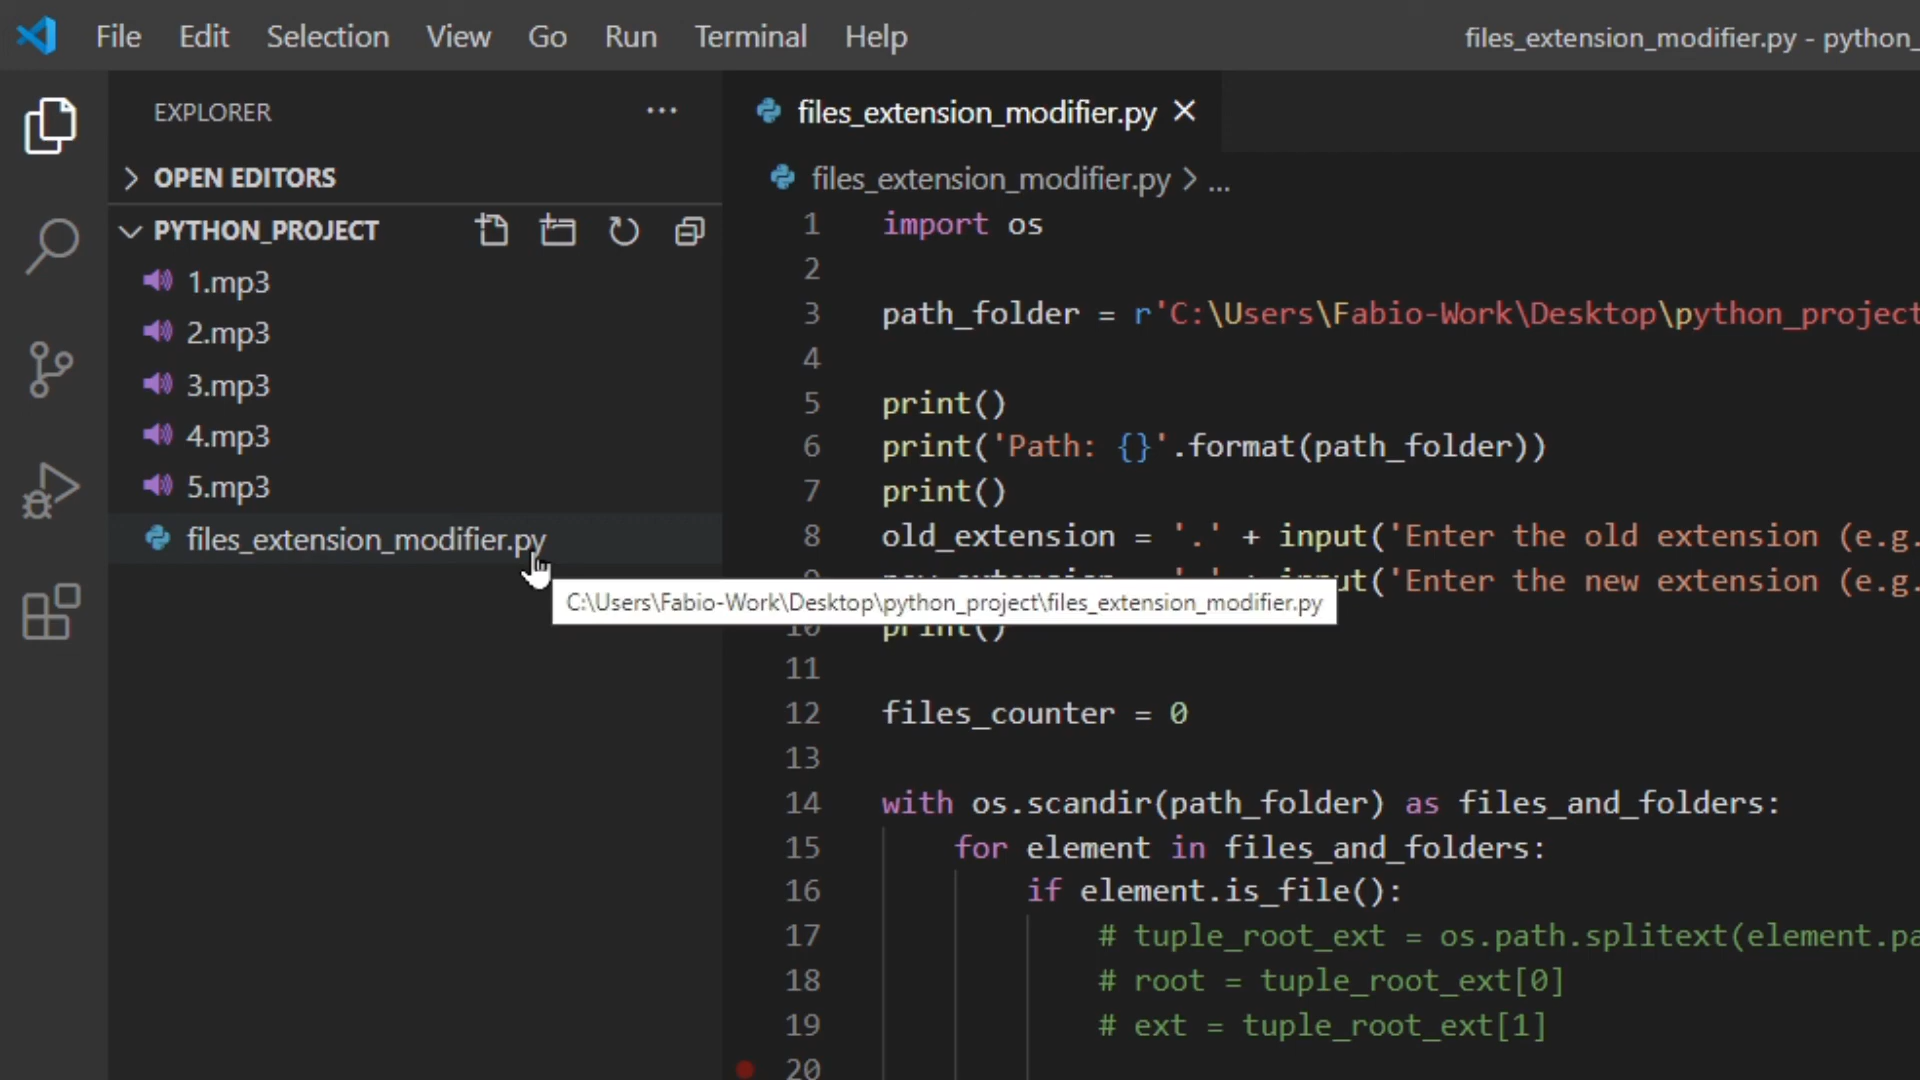 File Edit Selection View Go Run Terminal Help
files_extension_modifier.py - python_
EXPLORER
OPEN EDITORS
PYTHON_PROJECT
1.mp3
2.mp3
3.mp3
4.mp3
5.mp3
files_extension_modifier.py
files_extension_modifier.py
files_extension_modifier.py > ...
1 import os
2
3 path_folder = r'C:\Users\Fabio-Work\Desktop\python_project
4
5 print()
6 print('Path: {}'.format(path_folder))
7 print()
8 old_extension = '.' + input('Enter the old extension (e.g.
ut('Enter the new extension (e.g.
C:\Users\Fabio-Work\Desktop\python_project\files_extension_modifier.py
10 print()
11
12 files_counter = 0
13
14 with os.scandir(path_folder) as files_and_folders:
15 for element in files_and_folders:
16 if element.is_file():
17 # tuple_root_ext = os.path.splitext(element.pa
18 # root = tuple_root_ext[0]
19 # ext = tuple_root_ext[1]
20